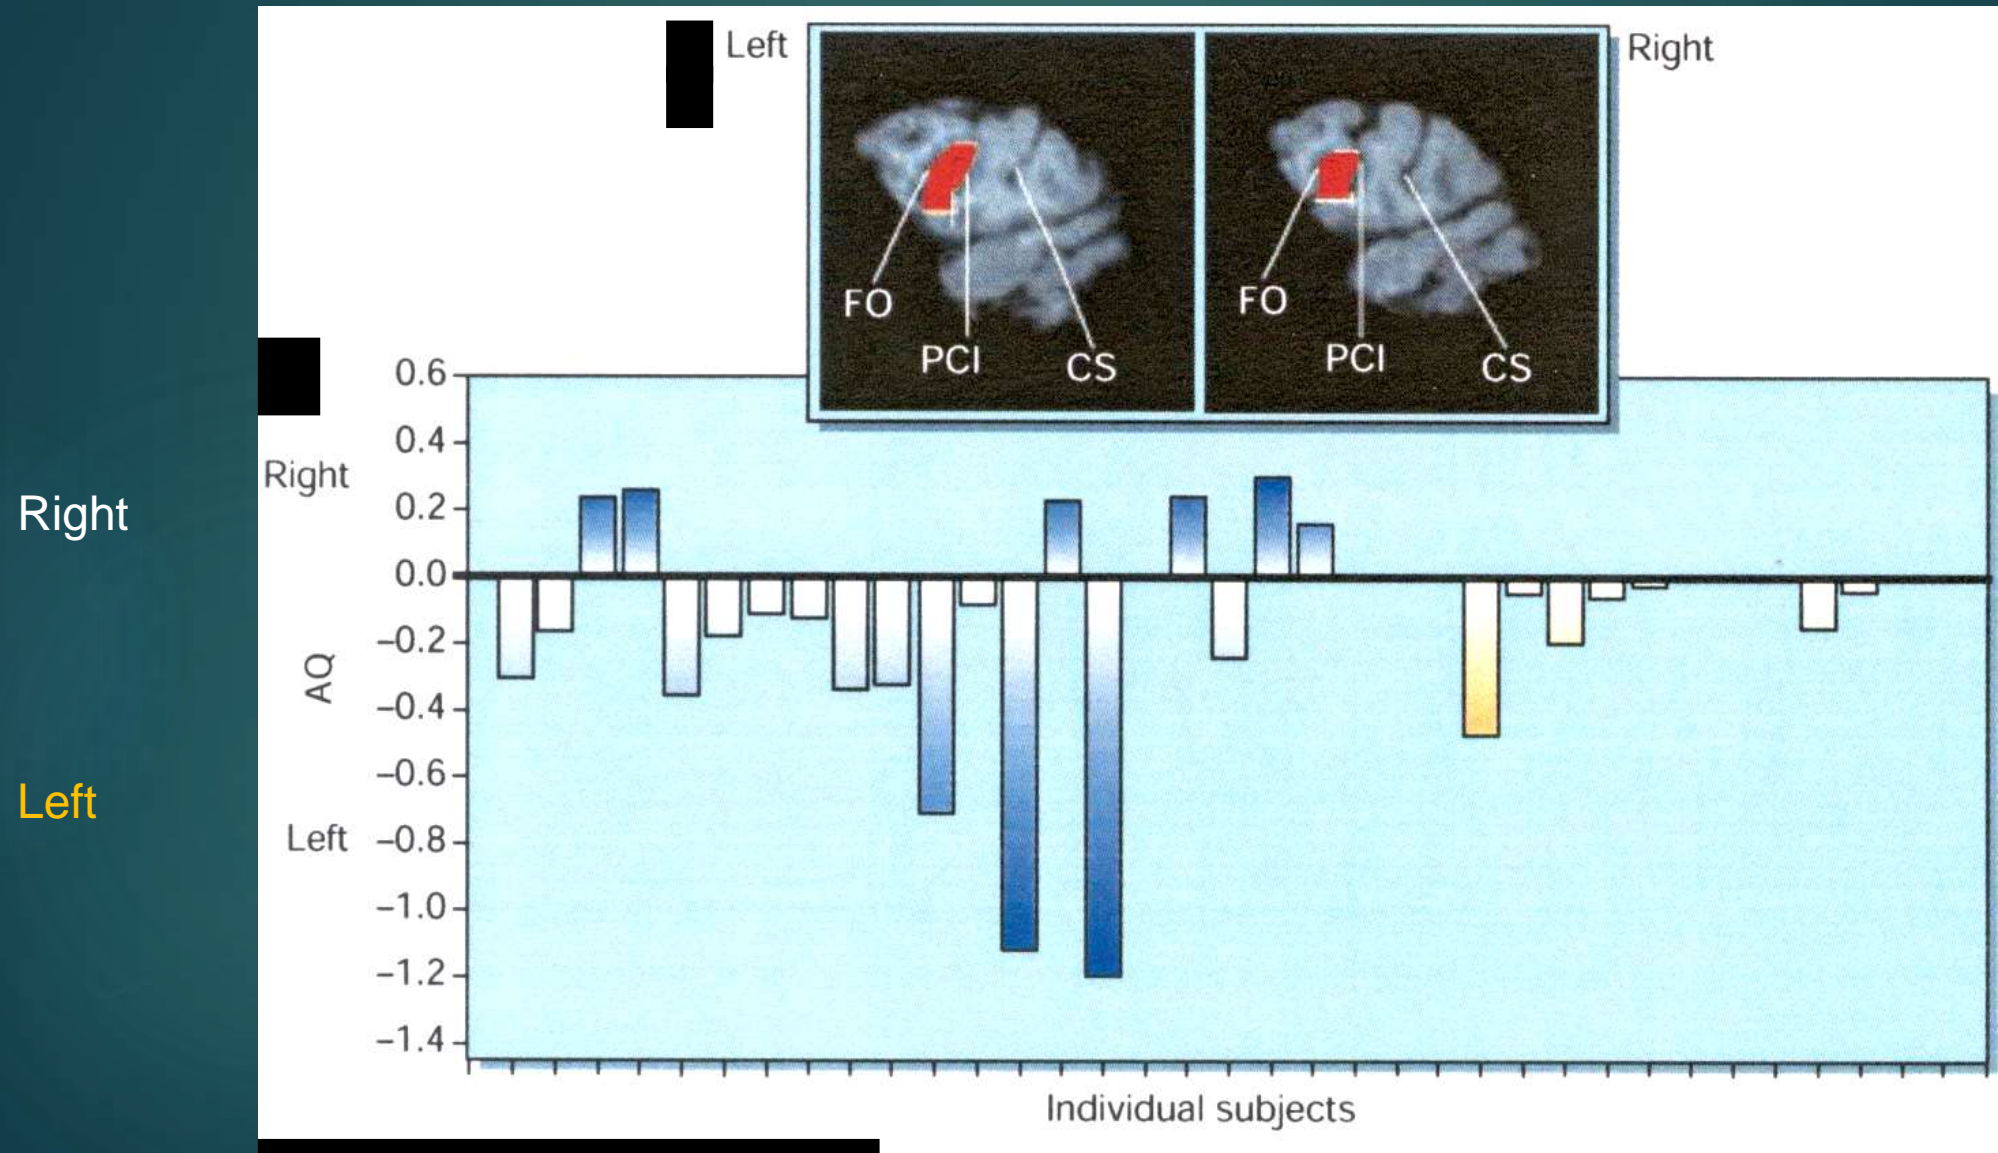 Left
Right
FO
PCI
CS
FO
PCI
CS
0.6
0.4
Right
0.2
0.0
−0.2
AQ
−0.4
−0.6
Left
−0.8
−1.0
−1.2
−1.4
Individual subjects
Right
Left